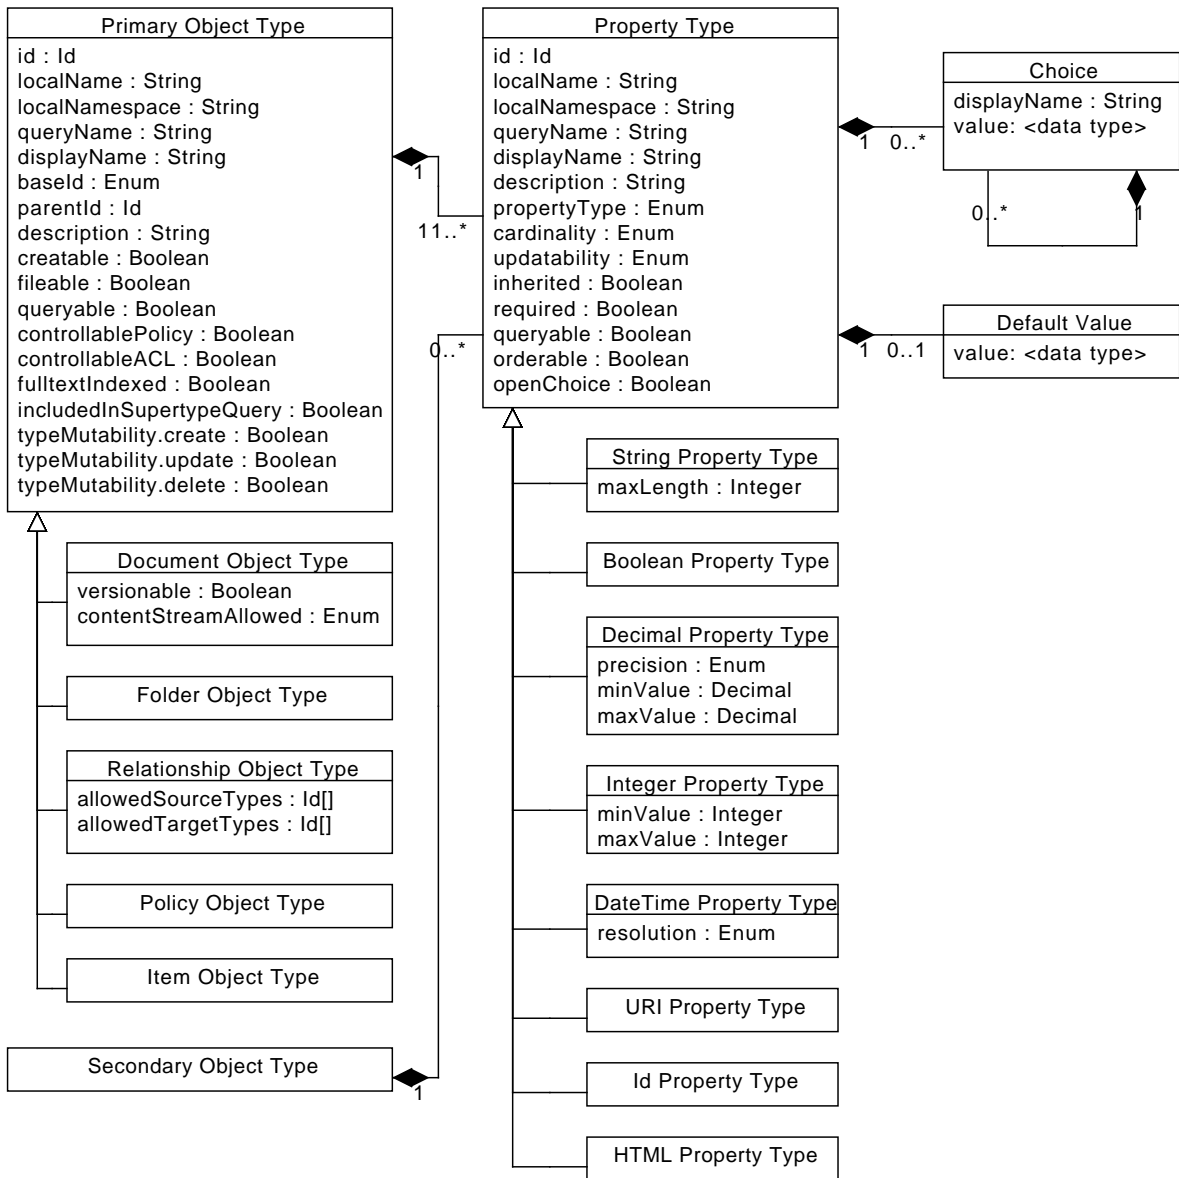 Primary Object Type
id : Id
localName : String
localNamespace : String
queryName : String
displayName : String
baseId : Enum
parentId : Id
description : String
creatable : Boolean
fileable : Boolean
queryable : Boolean
controllablePolicy : Boolean
controllableACL : Boolean
fulltextIndexed : Boolean
includedInSupertypeQuery : Boolean
typeMutability.create : Boolean
typeMutability.update : Boolean
typeMutability.delete : Boolean
1
11..*
0..*
Document Object Type
versionable : Boolean
contentStreamAllowed : Enum
Folder Object Type
Relationship Object Type
allowedSourceTypes : Id[]
allowedTargetTypes : Id[]
Policy Object Type
Item Object Type
Secondary Object Type
1
Property Type
id : Id
localName : String
localNamespace : String
queryName : String
displayName : String
description : String
propertyType : Enum
cardinality : Enum
updatability : Enum
inherited : Boolean
required : Boolean
queryable : Boolean
orderable : Boolean
openChoice : Boolean
1 0..*
1 0..1
String Property Type
maxLength : Integer
Boolean Property Type
Decimal Property Type
precision : Enum
minValue : Decimal
maxValue : Decimal
Integer Property Type
minValue : Integer
maxValue : Integer
DateTime Property Type
resolution : Enum
URI Property Type
Id Property Type
HTML Property Type
Choice
displayName : String
value: <data type>
0..* 1
Default Value
value: <data type>